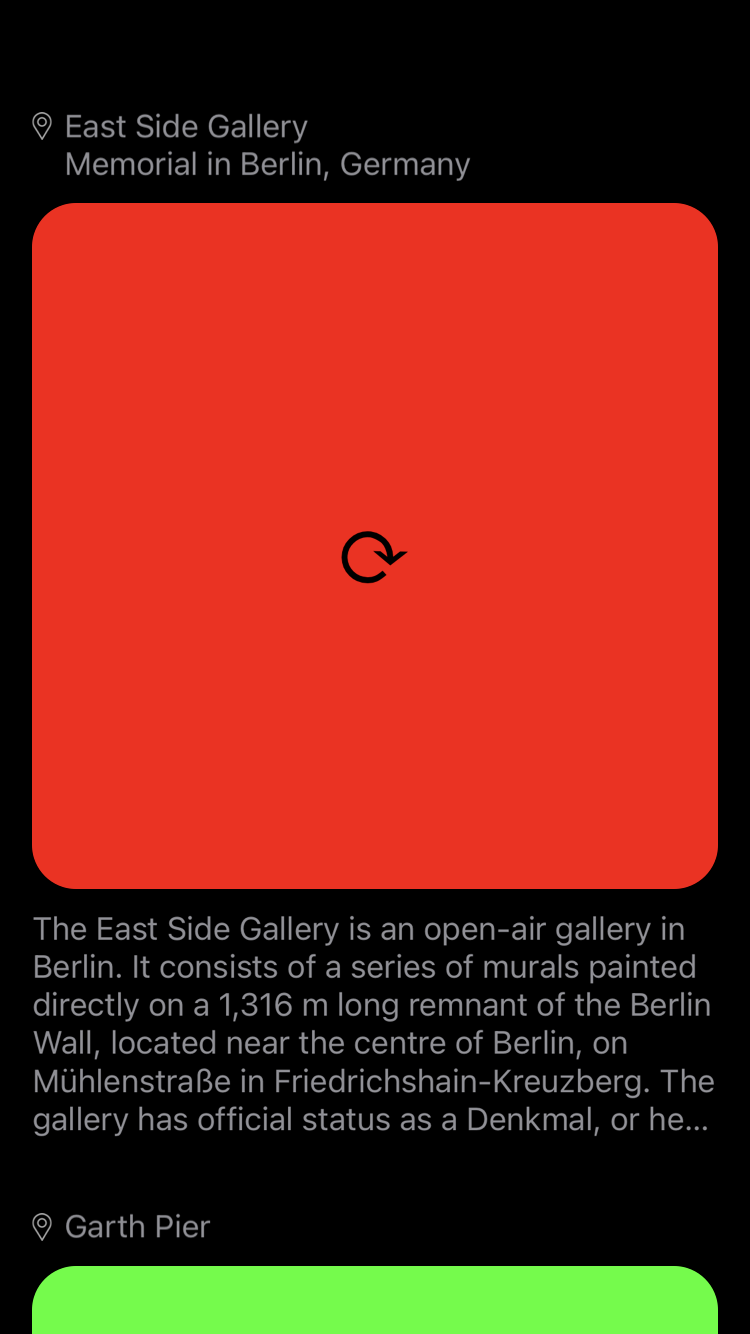 East Side Gallery
Memorial in Berlin, Germany
The East Side Gallery is an open-air gallery in
Berlin. It consists of a series of murals painted
directly on a 1,316 m long remnant of the Berlin
Wall, located near the centre of Berlin, on
Mühlenstraße in Friedrichshain-Kreuzberg. The
gallery has official status as a Denkmal, or he...
Garth Pier